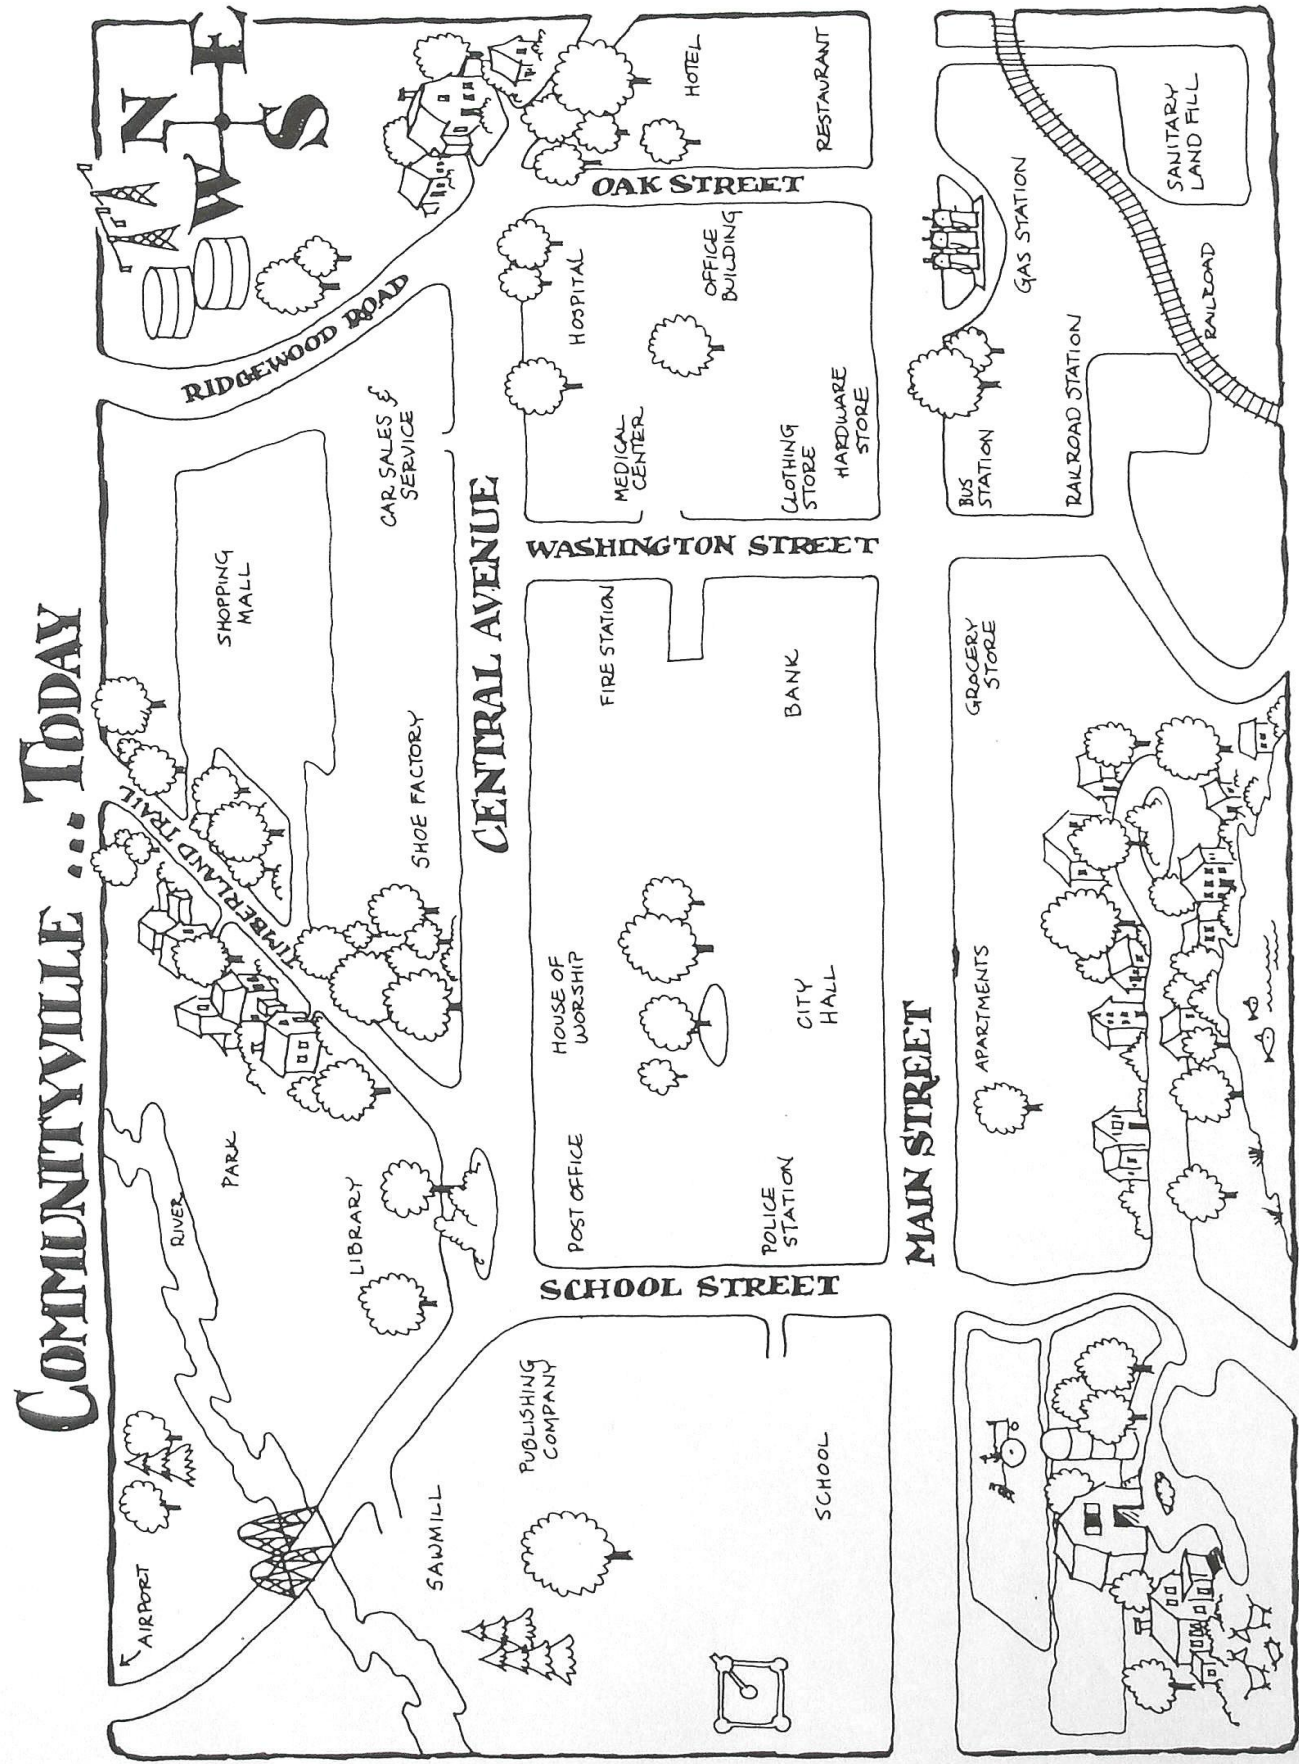 COMMUNITYVILLE ... TODAY
AIRPORT
RIVER
PARK
TIMBERLAND TRAIL
SHOPPING
MALL
RIDGEWOOD ROAD
N
W
E
S
LIBRARY
SAWMILL
SHOE FACTORY
CAR SALES &
SERVICE
CENTRAL AVENUE
PUBLISHING
COMPANY
SCHOOL
SCHOOL STREET
POST OFFICE
HOUSE OF
WORSHIP
FIRE STATION
POLICE
STATION
CITY
HALL
BANK
WASHINGTON STREET
MEDICAL
CENTER
HOSPITAL
OFFICE
BUILDING
CLOTHING
STORE
HARDWARE
STORE
OAK STREET
HOTEL
RESTAURANT
MAIN STREET
APARTMENTS
GROCERY
STORE
BUS
STATION
GAS STATION
RAILROAD STATION
RAILROAD
SANITARY
LAND FILL